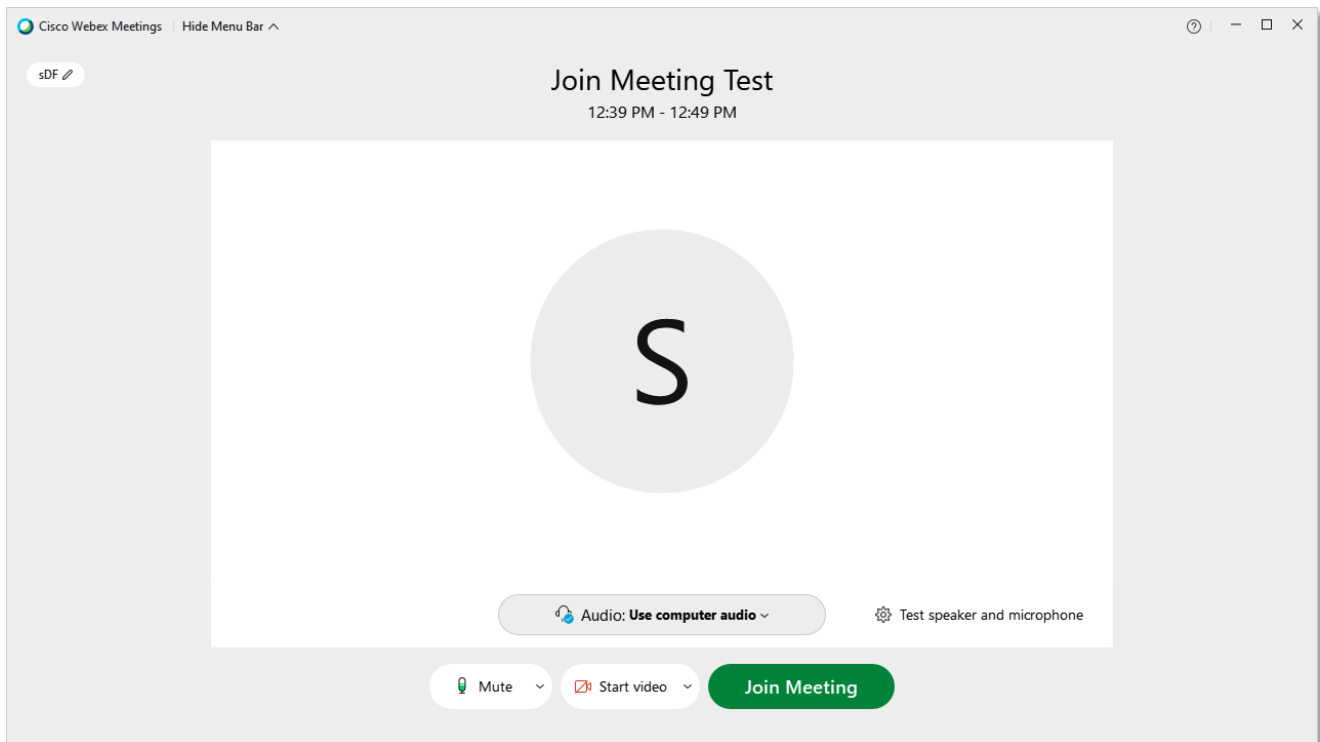 Cisco Webex Meetings Hide Menu Bar
sDF
Join Meeting Test
12:39 PM - 12:49 PM
S
Audio: Use computer audio
Test speaker and microphone
Mute
Start video
Join Meeting